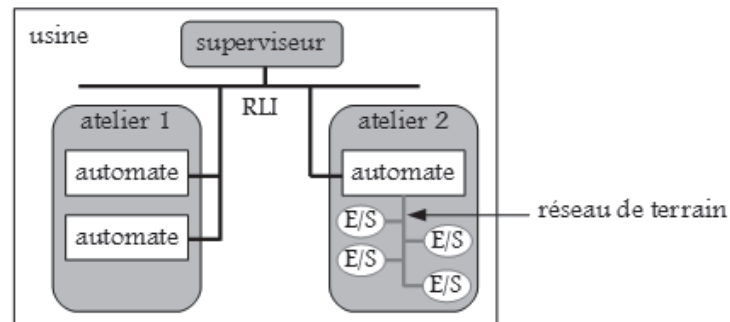 usine
superviseur
RLI
atelier 1
automate
automate
atelier 2
automate
E/S
E/S
E/S
E/S
réseau de terrain